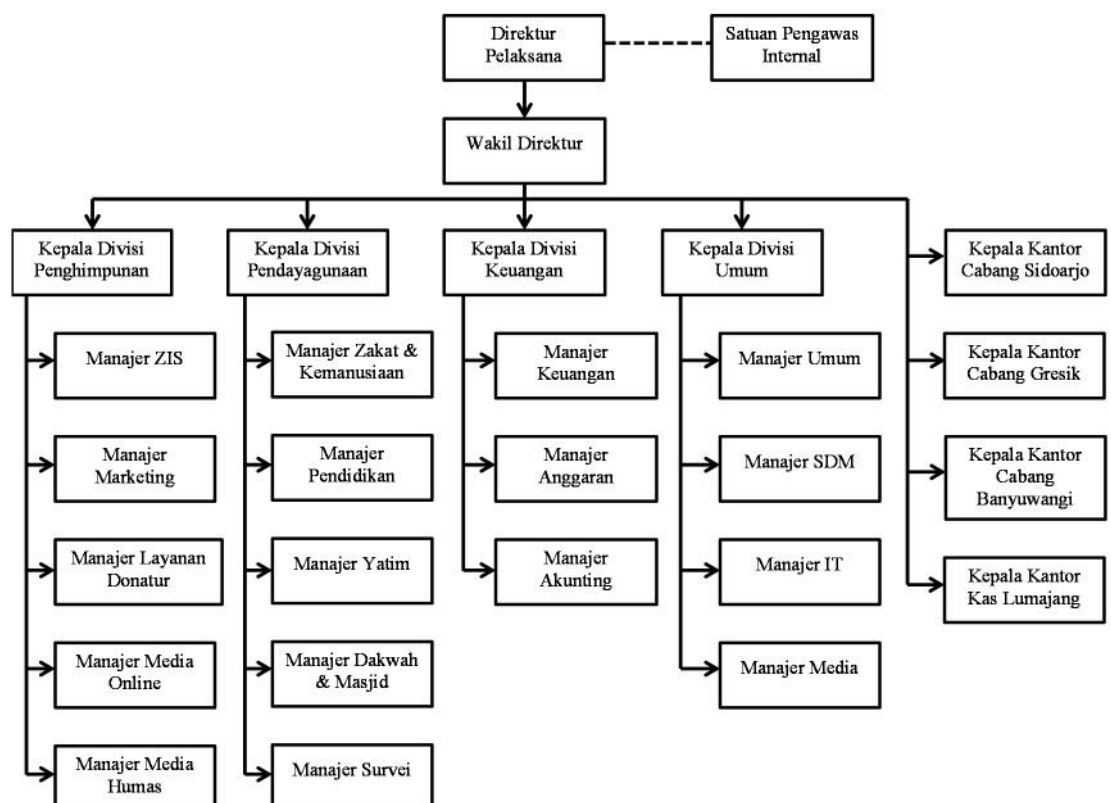 Direktur
Pelaksana
Satuan Pengawas
Internal
Wakil Direktur
Kepala Divisi
Penghimpunan
Kepala Divisi
Pendayagunaan
Kepala Divisi
Keuangan
Kepala Divisi
Umum
Kepala Kantor
Cabang Sidoarjo
Manajer ZIS
Manajer Zakat &
Kemanusiaan
Manajer
Keuangan
Manajer Umum
Kepala Kantor
Cabang Gresik
Manajer
Marketing
Manajer
Pendidikan
Manajer
Anggaran
Manajer SDM
Kepala Kantor
Cabang
Banyuwangi
Manajer Layanan
Donatur
Manajer Yatim
Manajer
Akunting
Manajer IT
Kepala Kantor
Kas Lumajang
Manajer Media
Online
Manajer Dakwah
& Masjid
Manajer Media
Manajer Media
Humas
Manajer Survei